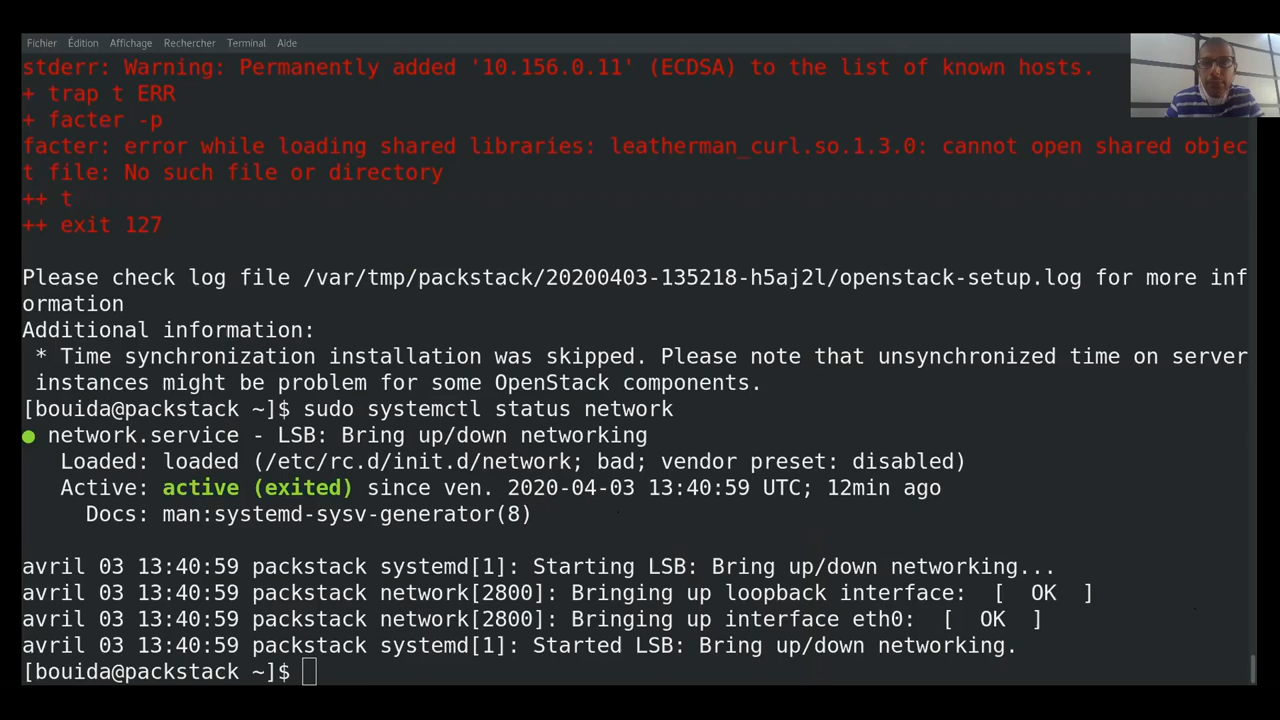 Fichier Édition Affichage Rechercher Terminal Aide
stderr: Warning: Permanently added '10.156.0.11' (ECDSA) to the list of known hosts.
+ trap t ERR
+ facter -p
facter: error while loading shared libraries: leatherman_curl.so.1.3.0: cannot open shared objec
t file: No such file or directory
++ t
++ exit 127
Please check log file /var/tmp/packstack/20200403-135218-h5aj2l/openstack-setup.log for more inf
ormation
Additional information:
 * Time synchronization installation was skipped. Please note that unsynchronized time on server
 instances might be problem for some OpenStack components.
[bouida@packstack ~]$ sudo systemctl status network
● network.service - LSB: Bring up/down networking
   Loaded: loaded (/etc/rc.d/init.d/network; bad; vendor preset: disabled)
   Active: active (exited) since ven. 2020-04-03 13:40:59 UTC; 12min ago
     Docs: man:systemd-sysv-generator(8)
avril 03 13:40:59 packstack systemd[1]: Starting LSB: Bring up/down networking...
avril 03 13:40:59 packstack network[2800]: Bringing up loopback interface:  [  OK  ]
avril 03 13:40:59 packstack network[2800]: Bringing up interface eth0:  [  OK  ]
avril 03 13:40:59 packstack systemd[1]: Started LSB: Bring up/down networking.
[bouida@packstack ~]$